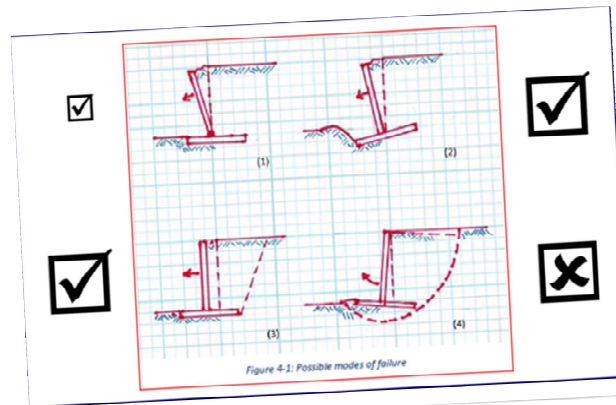 (1)
(2)
(3)
(4)
Figure 4-1: Possible modes of failure